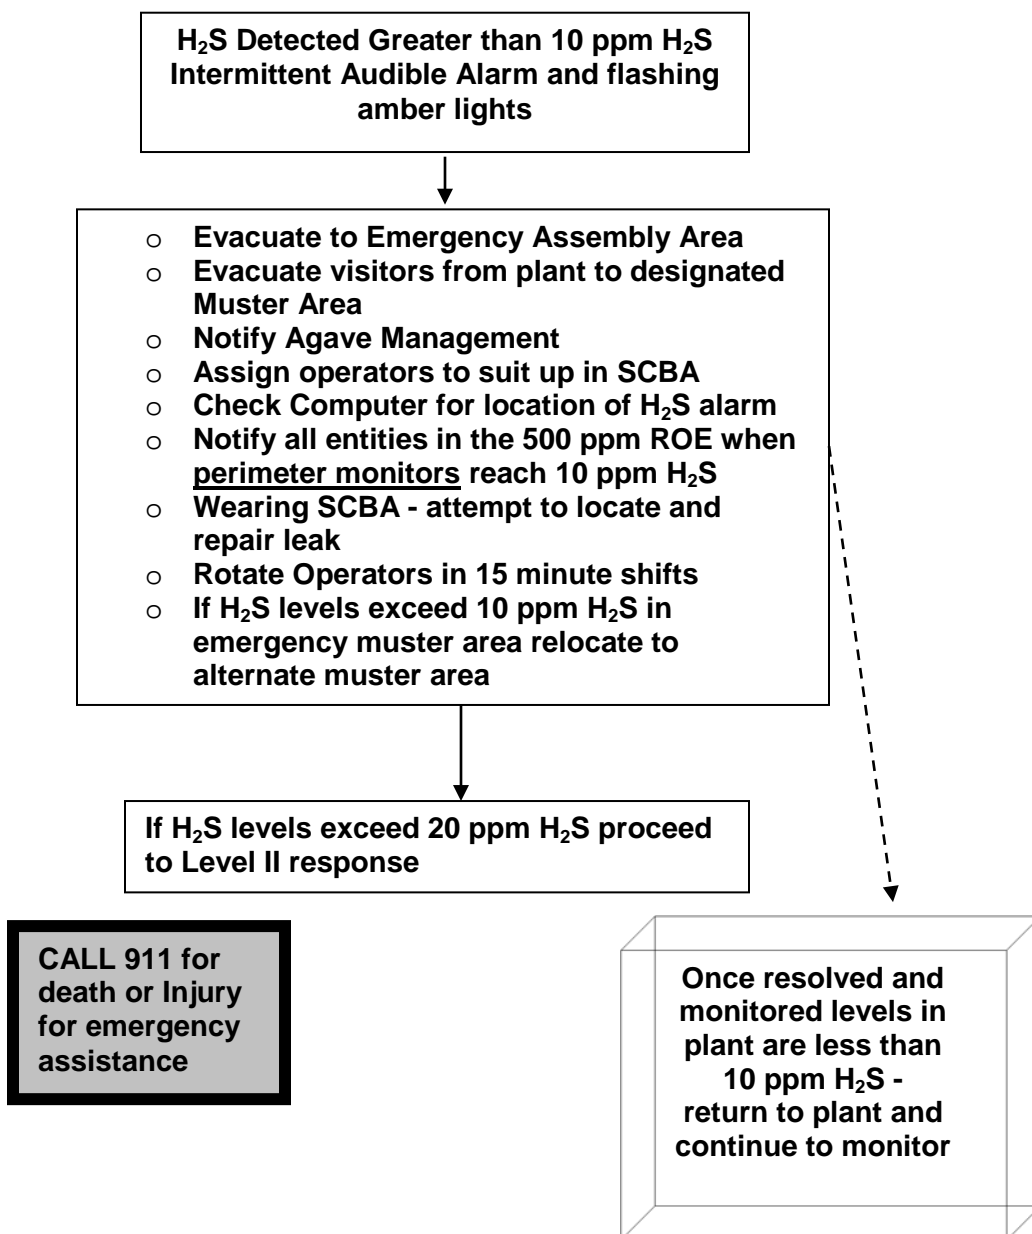 H₂S Detected Greater than 10 ppm H₂S
Intermittent Audible Alarm and flashing
amber lights
o Evacuate to Emergency Assembly Area
o Evacuate visitors from plant to designated
Muster Area
o Notify Agave Management
o Assign operators to suit up in SCBA
o Check Computer for location of H₂S alarm
o Notify all entities in the 500 ppm ROE when
perimeter monitors reach 10 ppm H₂S
o Wearing SCBA - attempt to locate and
repair leak
o Rotate Operators in 15 minute shifts
o If H₂S levels exceed 10 ppm H₂S in
emergency muster area relocate to
alternate muster area
If H₂S levels exceed 20 ppm H₂S proceed
to Level II response
CALL 911 for
death or Injury
for emergency
assistance
Once resolved and
monitored levels in
plant are less than
10 ppm H₂S -
return to plant and
continue to monitor